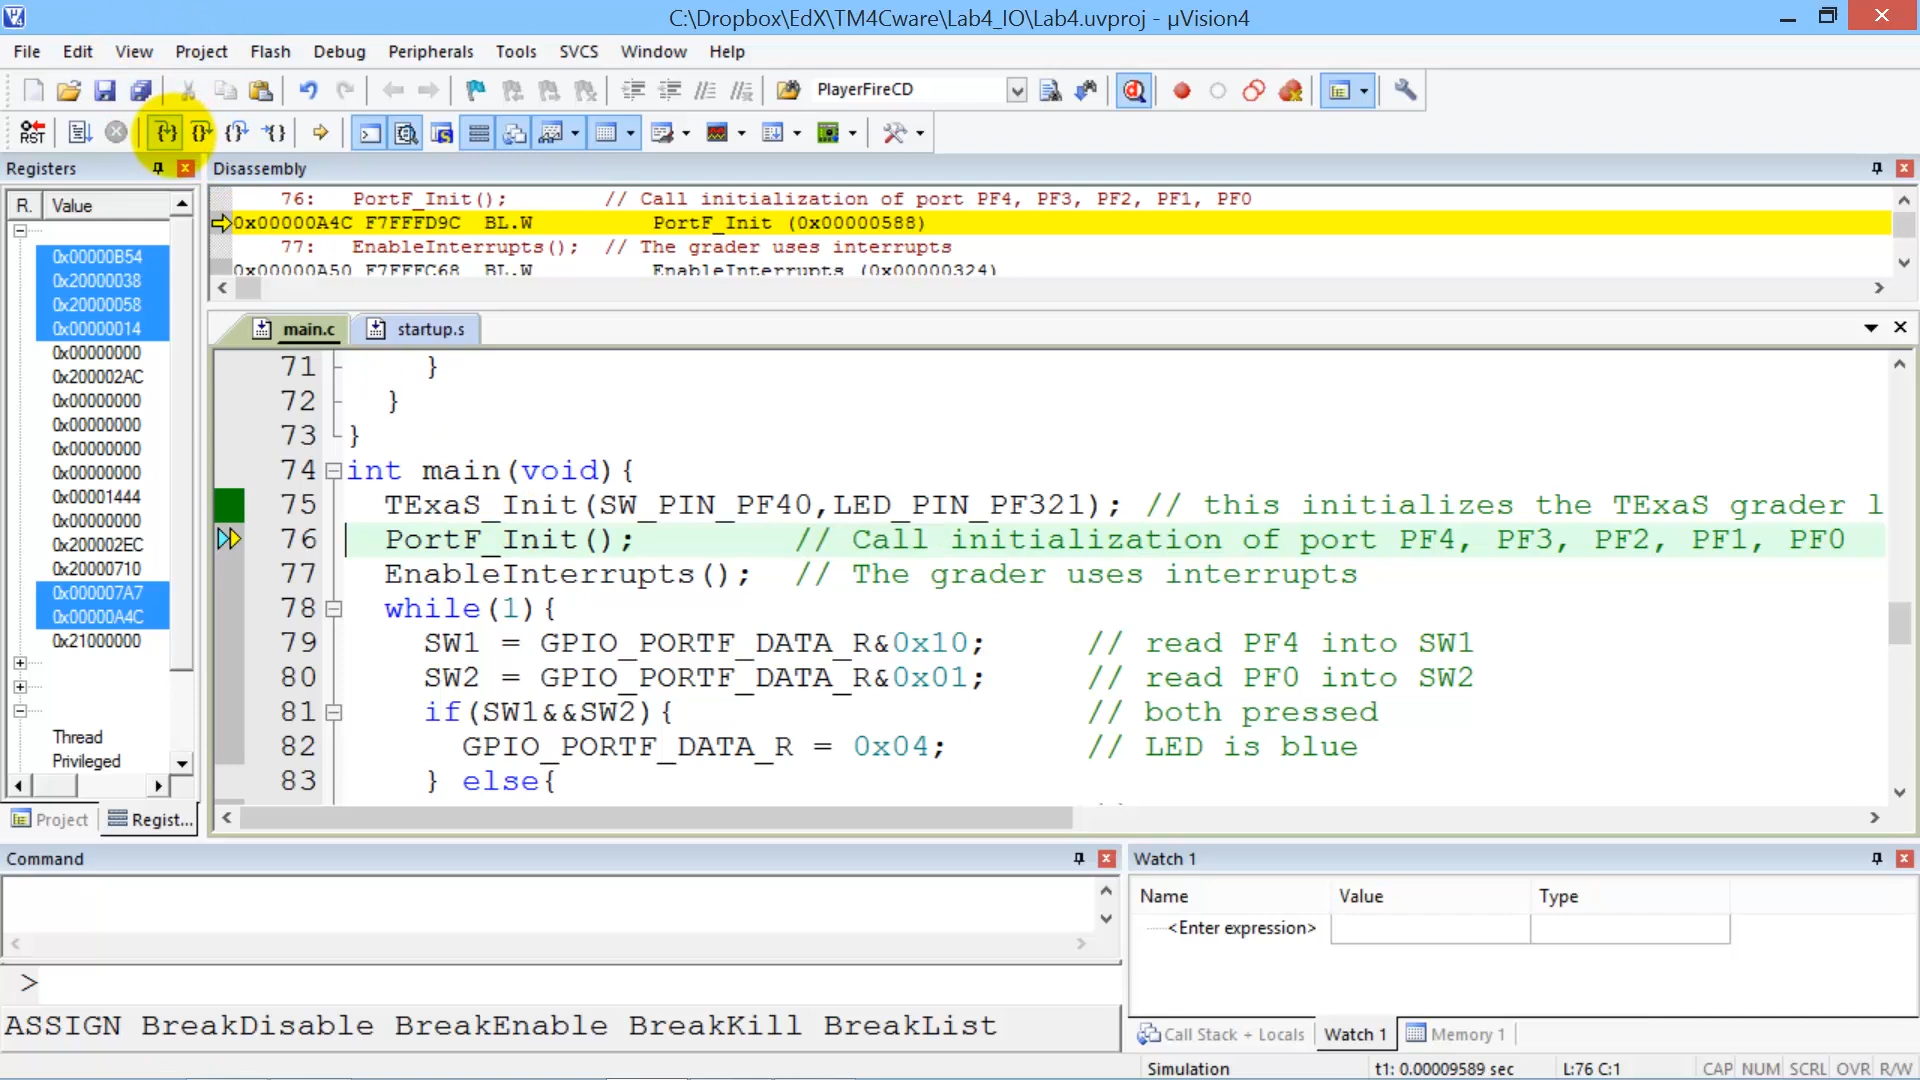 C:\Dropbox\EdX\TM4Cware\Lab4_IO\Lab4.uvproj - µVision4
File Edit View Project Flash Debug Peripherals Tools SVCS Window Help
PlayerFireCD
RST
Registers
Disassembly
R. Value
0x00000B54
0x20000038
0x20000058
0x00000014
0x00000000
0x200002AC
0x00000000
0x00000000
0x00000000
0x00000000
0x00001444
0x00000000
0x200002EC
0x20000710
0x000007A7
0x00000A4C
0x21000000
Thread
Privileged
Project Regist...
76: PortF_Init(); // Call initialization of port PF4, PF3, PF2, PF1, PF0
0x00000A4C F7FFFD9C BL.W PortF_Init (0x00000588)
77: EnableInterrupts(); // The grader uses interrupts
0x00000A50 F7FFFC68 BL.W EnableInterrupts (0x00000324)
main.c startup.s
71 }
72 }
73 }
74 int main(void){
75 TExaS_Init(SW_PIN_PF40,LED_PIN_PF321); // this initializes the TExaS grader l
76 PortF_Init(); // Call initialization of port PF4, PF3, PF2, PF1, PF0
77 EnableInterrupts(); // The grader uses interrupts
78 while(1){
79 SW1 = GPIO_PORTF_DATA_R&0x10; // read PF4 into SW1
80 SW2 = GPIO_PORTF_DATA_R&0x01; // read PF0 into SW2
81 if(SW1&&SW2){ // both pressed
82 GPIO_PORTF_DATA_R = 0x04; // LED is blue
83 } else{
Command
>
ASSIGN BreakDisable BreakEnable BreakKill BreakList
Watch 1
Name Value Type
<Enter expression>
Call Stack + Locals Watch 1 Memory 1
Simulation t1: 0.00009589 sec L:76 C:1 CAP NUM SCRL OVR R/W